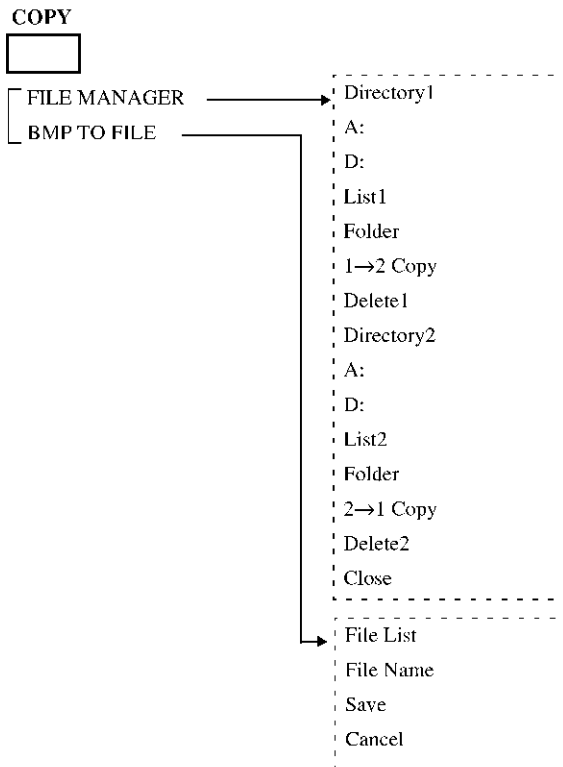 COPY
FILE MANAGER
BMP TO FILE
Directory1
A:
D:
List1
Folder
1→2 Copy
Delete1
Directory2
A:
D:
List2
Folder
2→1 Copy
Delete2
Close
File List
File Name
Save
Cancel